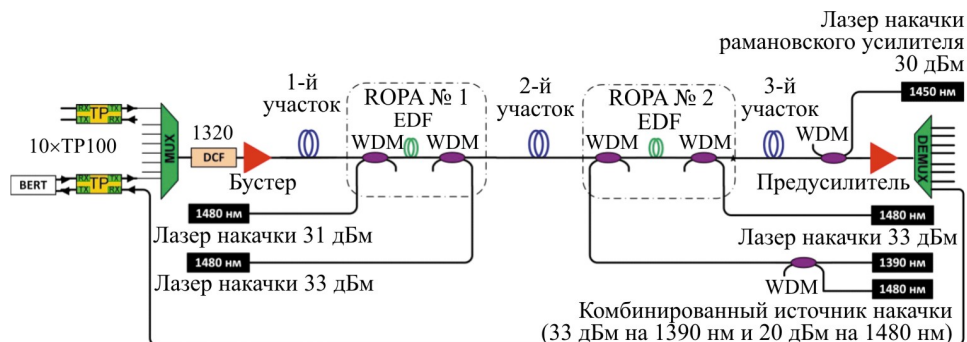 Лазер накачки
рамановского усилителя
30 дБм
1450 нм
1-й
участок
ROPA № 1
EDF
WDM
WDM
2-й
участок
ROPA № 2
EDF
WDM
WDM
3-й
участок
WDM
RX TX
TP
TX RX
10×TP100
BERT
RX TX
TP
TX RX
MUX
1320
DCF
Бустер
Предусилитель
DEMUX
1480 нм
Лазер накачки 31 дБм
1480 нм
Лазер накачки 33 дБм
1480 нм
Лазер накачки 33 дБм
1390 нм
WDM
1480 нм
Комбинированный источник накачки
(33 дБм на 1390 нм и 20 дБм на 1480 нм)